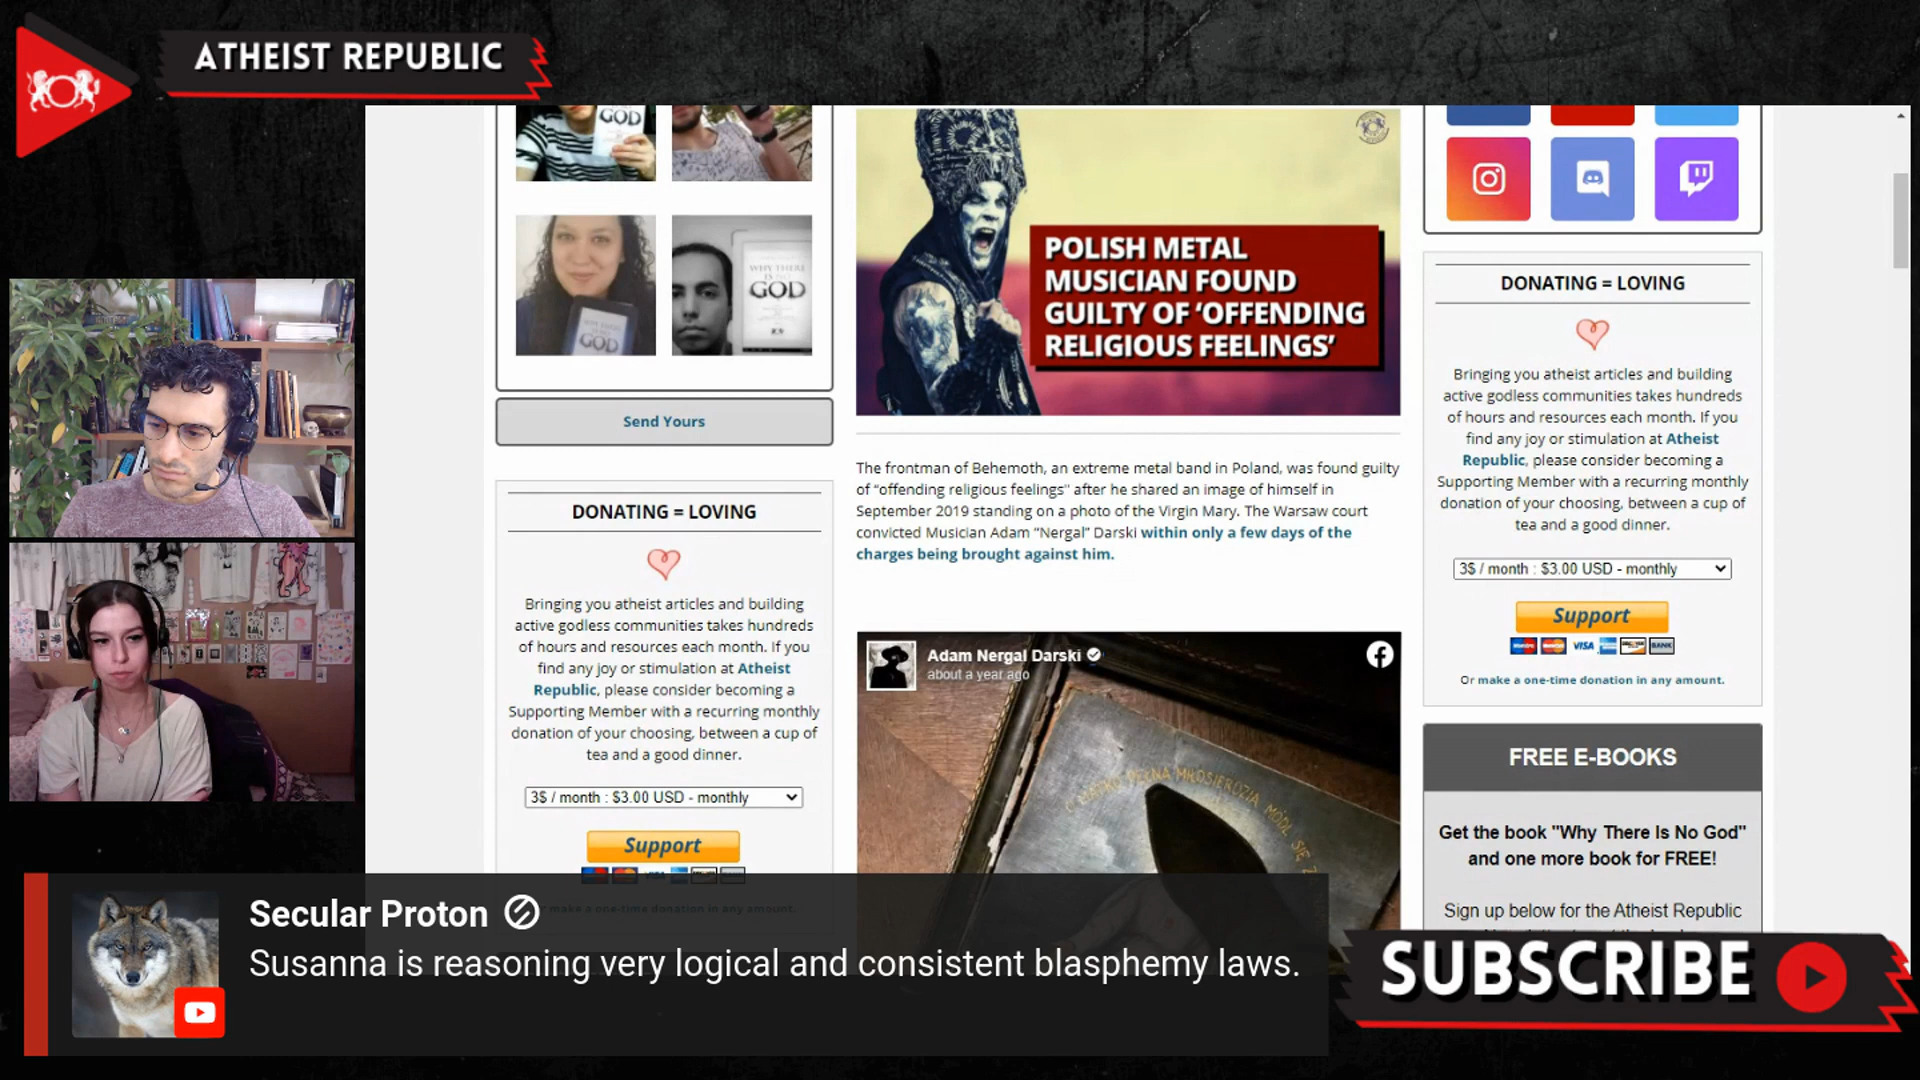 ATHEIST REPUBLIC
GOD
GOD
WHY THERE
IS NO
GOD
Send Yours
DONATING = LOVING
Bringing you atheist articles and building
active godless communities takes hundreds
of hours and resources each month. If you
find any joy or stimulation at Atheist
Republic, please consider becoming a
Supporting Member with a recurring monthly
donation of your choosing, between a cup of
tea and a good dinner.
3$ / month : $3.00 USD - monthly
Support
make a one-time donation in any amount.
POLISH METAL
MUSICIAN FOUND
GUILTY OF ‘OFFENDING
RELIGIOUS FEELINGS’
The frontman of Behemoth, an extreme metal band in Poland, was found guilty
of “offending religious feelings” after he shared an image of himself in
September 2019 standing on a photo of the Virgin Mary. The Warsaw court
convicted Musician Adam “Nergal” Darski within only a few days of the
charges being brought against him.
Adam Nergal Darski
about a year ago
DONATING = LOVING
Bringing you atheist articles and building
active godless communities takes hundreds
of hours and resources each month. If you
find any joy or stimulation at Atheist
Republic, please consider becoming a
Supporting Member with a recurring monthly
donation of your choosing, between a cup of
tea and a good dinner.
3$ / month : $3.00 USD - monthly
Support
VISA
BANK
Or make a one-time donation in any amount.
FREE E-BOOKS
Get the book "Why There Is No God"
and one more book for FREE!
Sign up below for the Atheist Republic
Secular Proton
Susanna is reasoning very logical and consistent blasphemy laws.
SUBSCRIBE